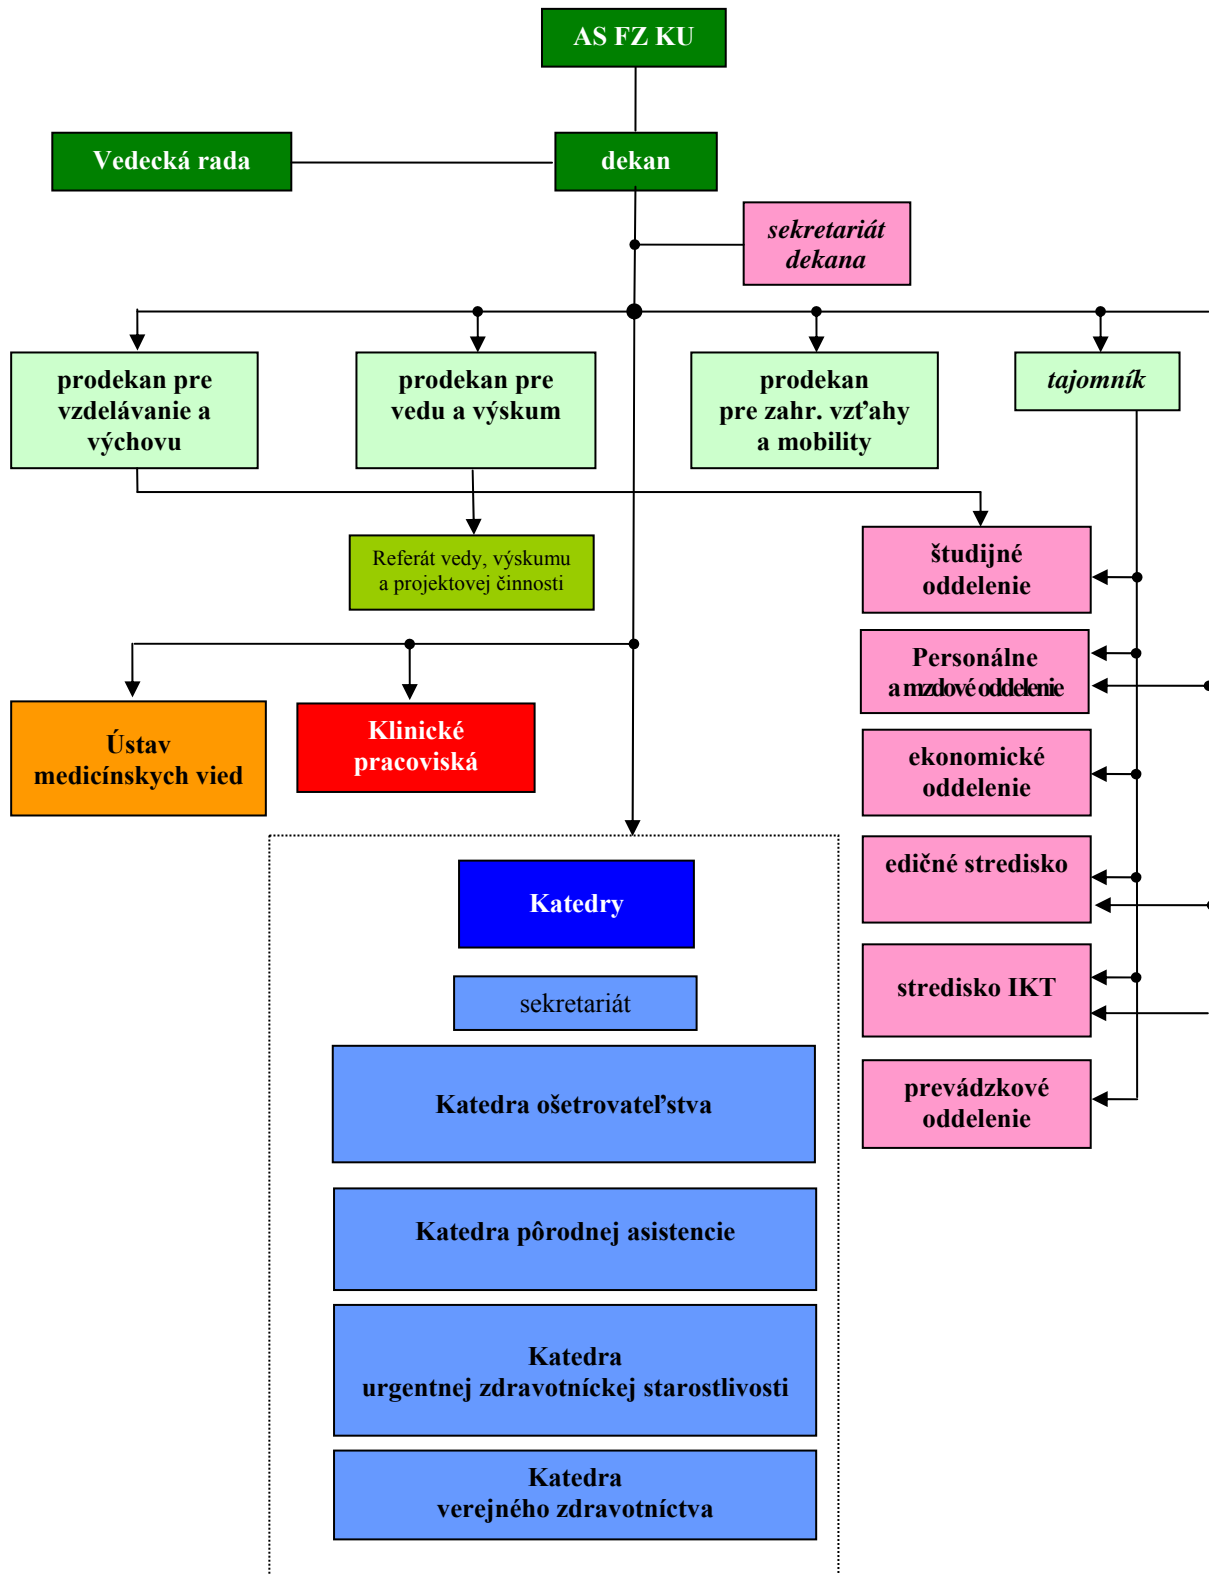 AS FZ KU
Vedecká rada
dekan
sekretariát
dekana
prodekan pre
vzdelávanie a
výchovu
prodekan pre
vedu a výskum
prodekan
pre zahr. vzťahy
a mobility
tajomník
Referát vedy, výskumu
a projektovej činnosti
študijné
oddelenie
Personálne
a mzdové oddelenie
Ústav
medicínskych vied
Klinické
pracoviská
ekonomické
oddelenie
edičné stredisko
Katedry
stredisko IKT
sekretariát
Katedra ošetrovateľstva
prevádzkové
oddelenie
Katedra pôrodnej asistencie
Katedra
urgentnej zdravotníckej starostlivosti
Katedra
verejného zdravotníctva